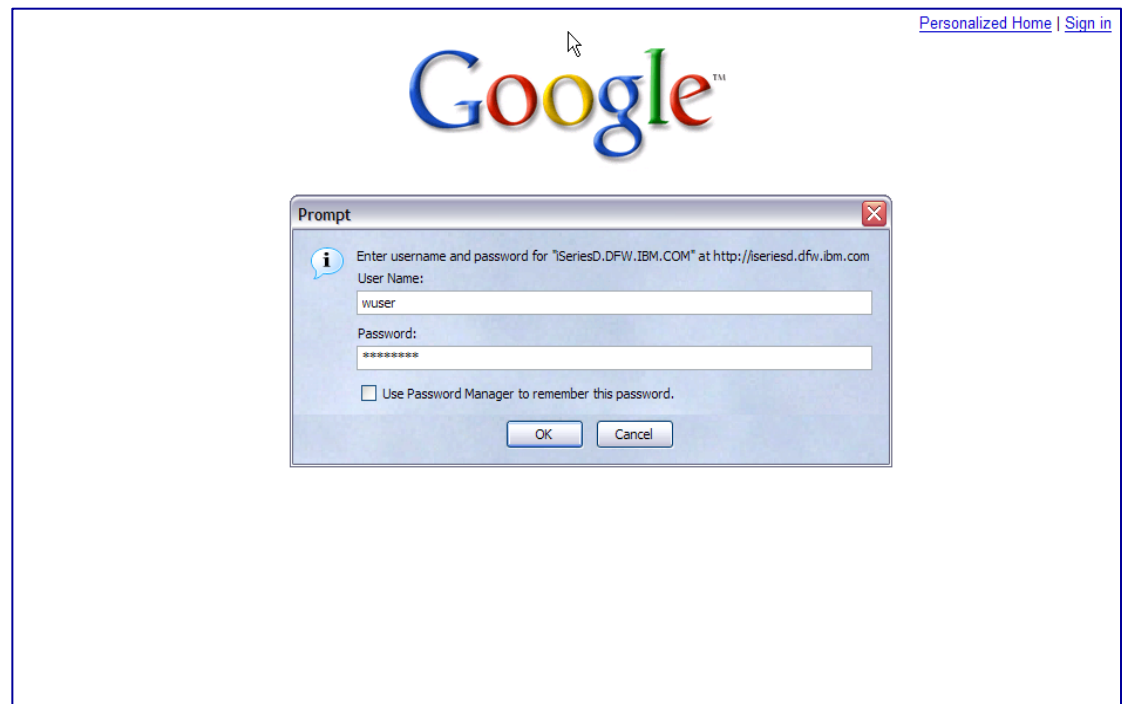 Personalized Home | Sign in
Google™
Prompt
Enter username and password for "iSeriesD.DFW.IBM.COM" at http://iseriesd.dfw.ibm.com
User Name:
wuser
Password:
********
Use Password Manager to remember this password.
OK Cancel